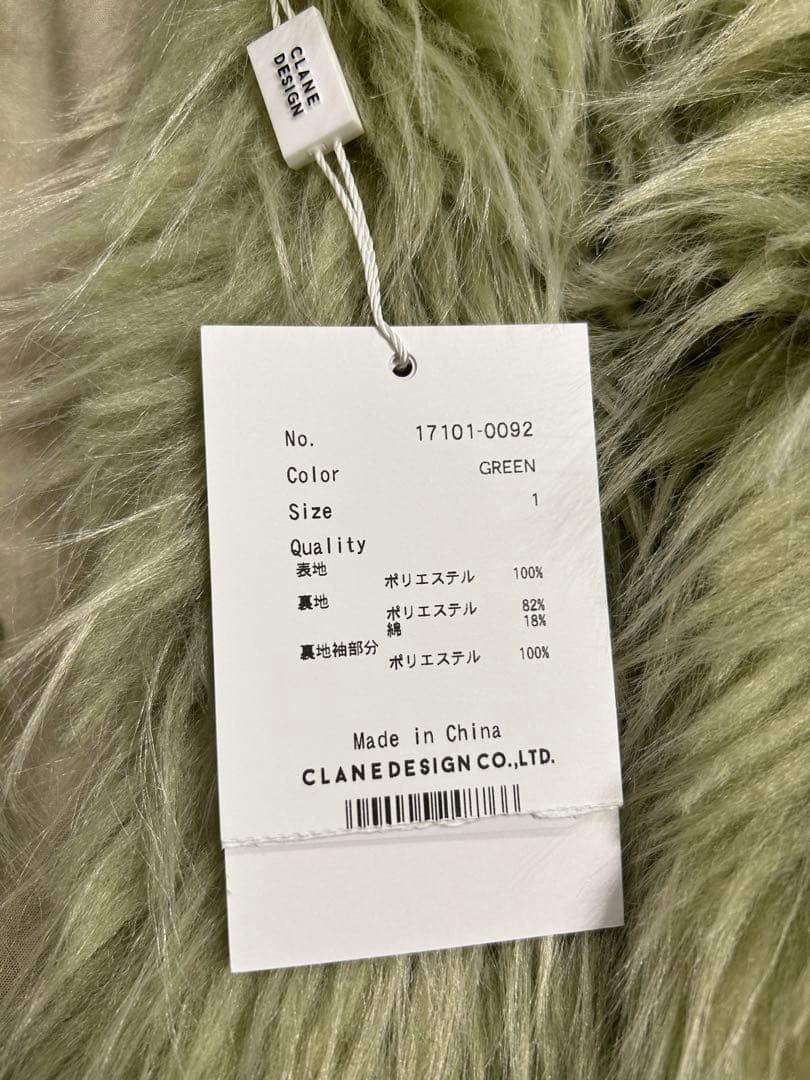 CLANE
DESIGN
No. 17101-0092
Color GREEN
Size 1
Quality
表地 ポリエステル 100%
裏地 ポリエステル 82%
綿 18%
裏地袖部分 ポリエステル 100%
Made in China
CLANEDESIGN CO.,LTD.